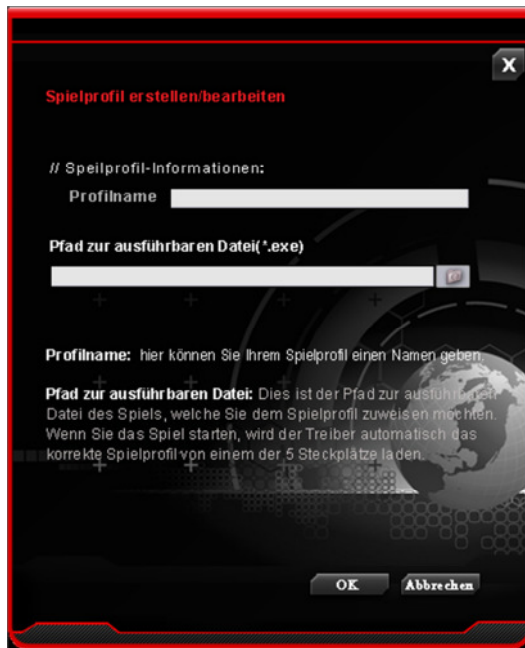 X
Spielprofil erstellen/bearbeiten
// Speilprofil-Informationen:
Profilname
Pfad zur ausführbaren Datei(*.exe)
Profilname: hier können Sie Ihrem Spielprofil einen Namen geben.
Pfad zur ausführbaren Datei: Dies ist der Pfad zur ausführbaren
Datei des Spiels, welche Sie dem Spielprofil zuweisen möchten.
Wenn Sie das Spiel starten, wird der Treiber automatisch das
korrekte Spielprofil von einem der 5 Steckplätze laden.
OK
Abbrechen